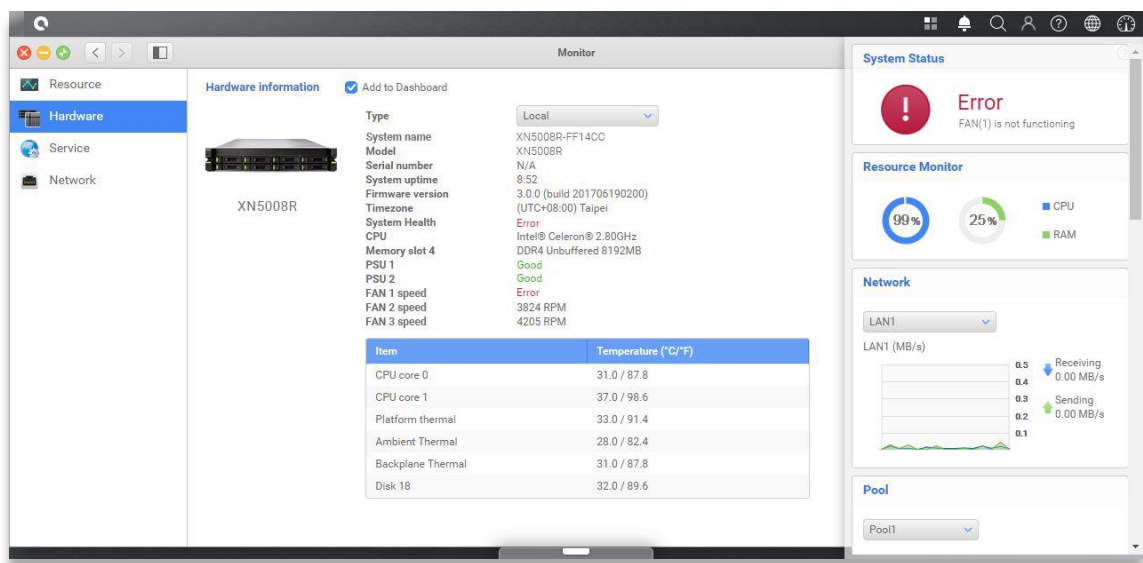 Monitor
Resource
Hardware
Service
Network
Hardware information
Add to Dashboard
XN5008R
Type Local
System name XN5008R-FF14CC
Model XN5008R
Serial number N/A
System uptime 8:52
Firmware version 3.0.0 (build 201706190200)
Timezone (UTC+08:00) Taipei
System Health Error
CPU Intel® Celeron® 2.80GHz
Memory slot 4 DDR4 Unbuffered 8192MB
PSU 1 Good
PSU 2 Good
FAN 1 speed Error
FAN 2 speed 3824 RPM
FAN 3 speed 4205 RPM
Item Temperature (°C/°F)
CPU core 0 31.0 / 87.8
CPU core 1 37.0 / 98.6
Platform thermal 33.0 / 91.4
Ambient Thermal 28.0 / 82.4
Backplane Thermal 31.0 / 87.8
Disk 18 32.0 / 89.6
System Status
Error
FAN(1) is not functioning
Resource Monitor
99% 25%
CPU
RAM
Network
LAN1
LAN1 (MB/s)
0.5
0.4
0.3
0.2
0.1
Receiving
0.00 MB/s
Sending
0.00 MB/s
Pool
Pool1